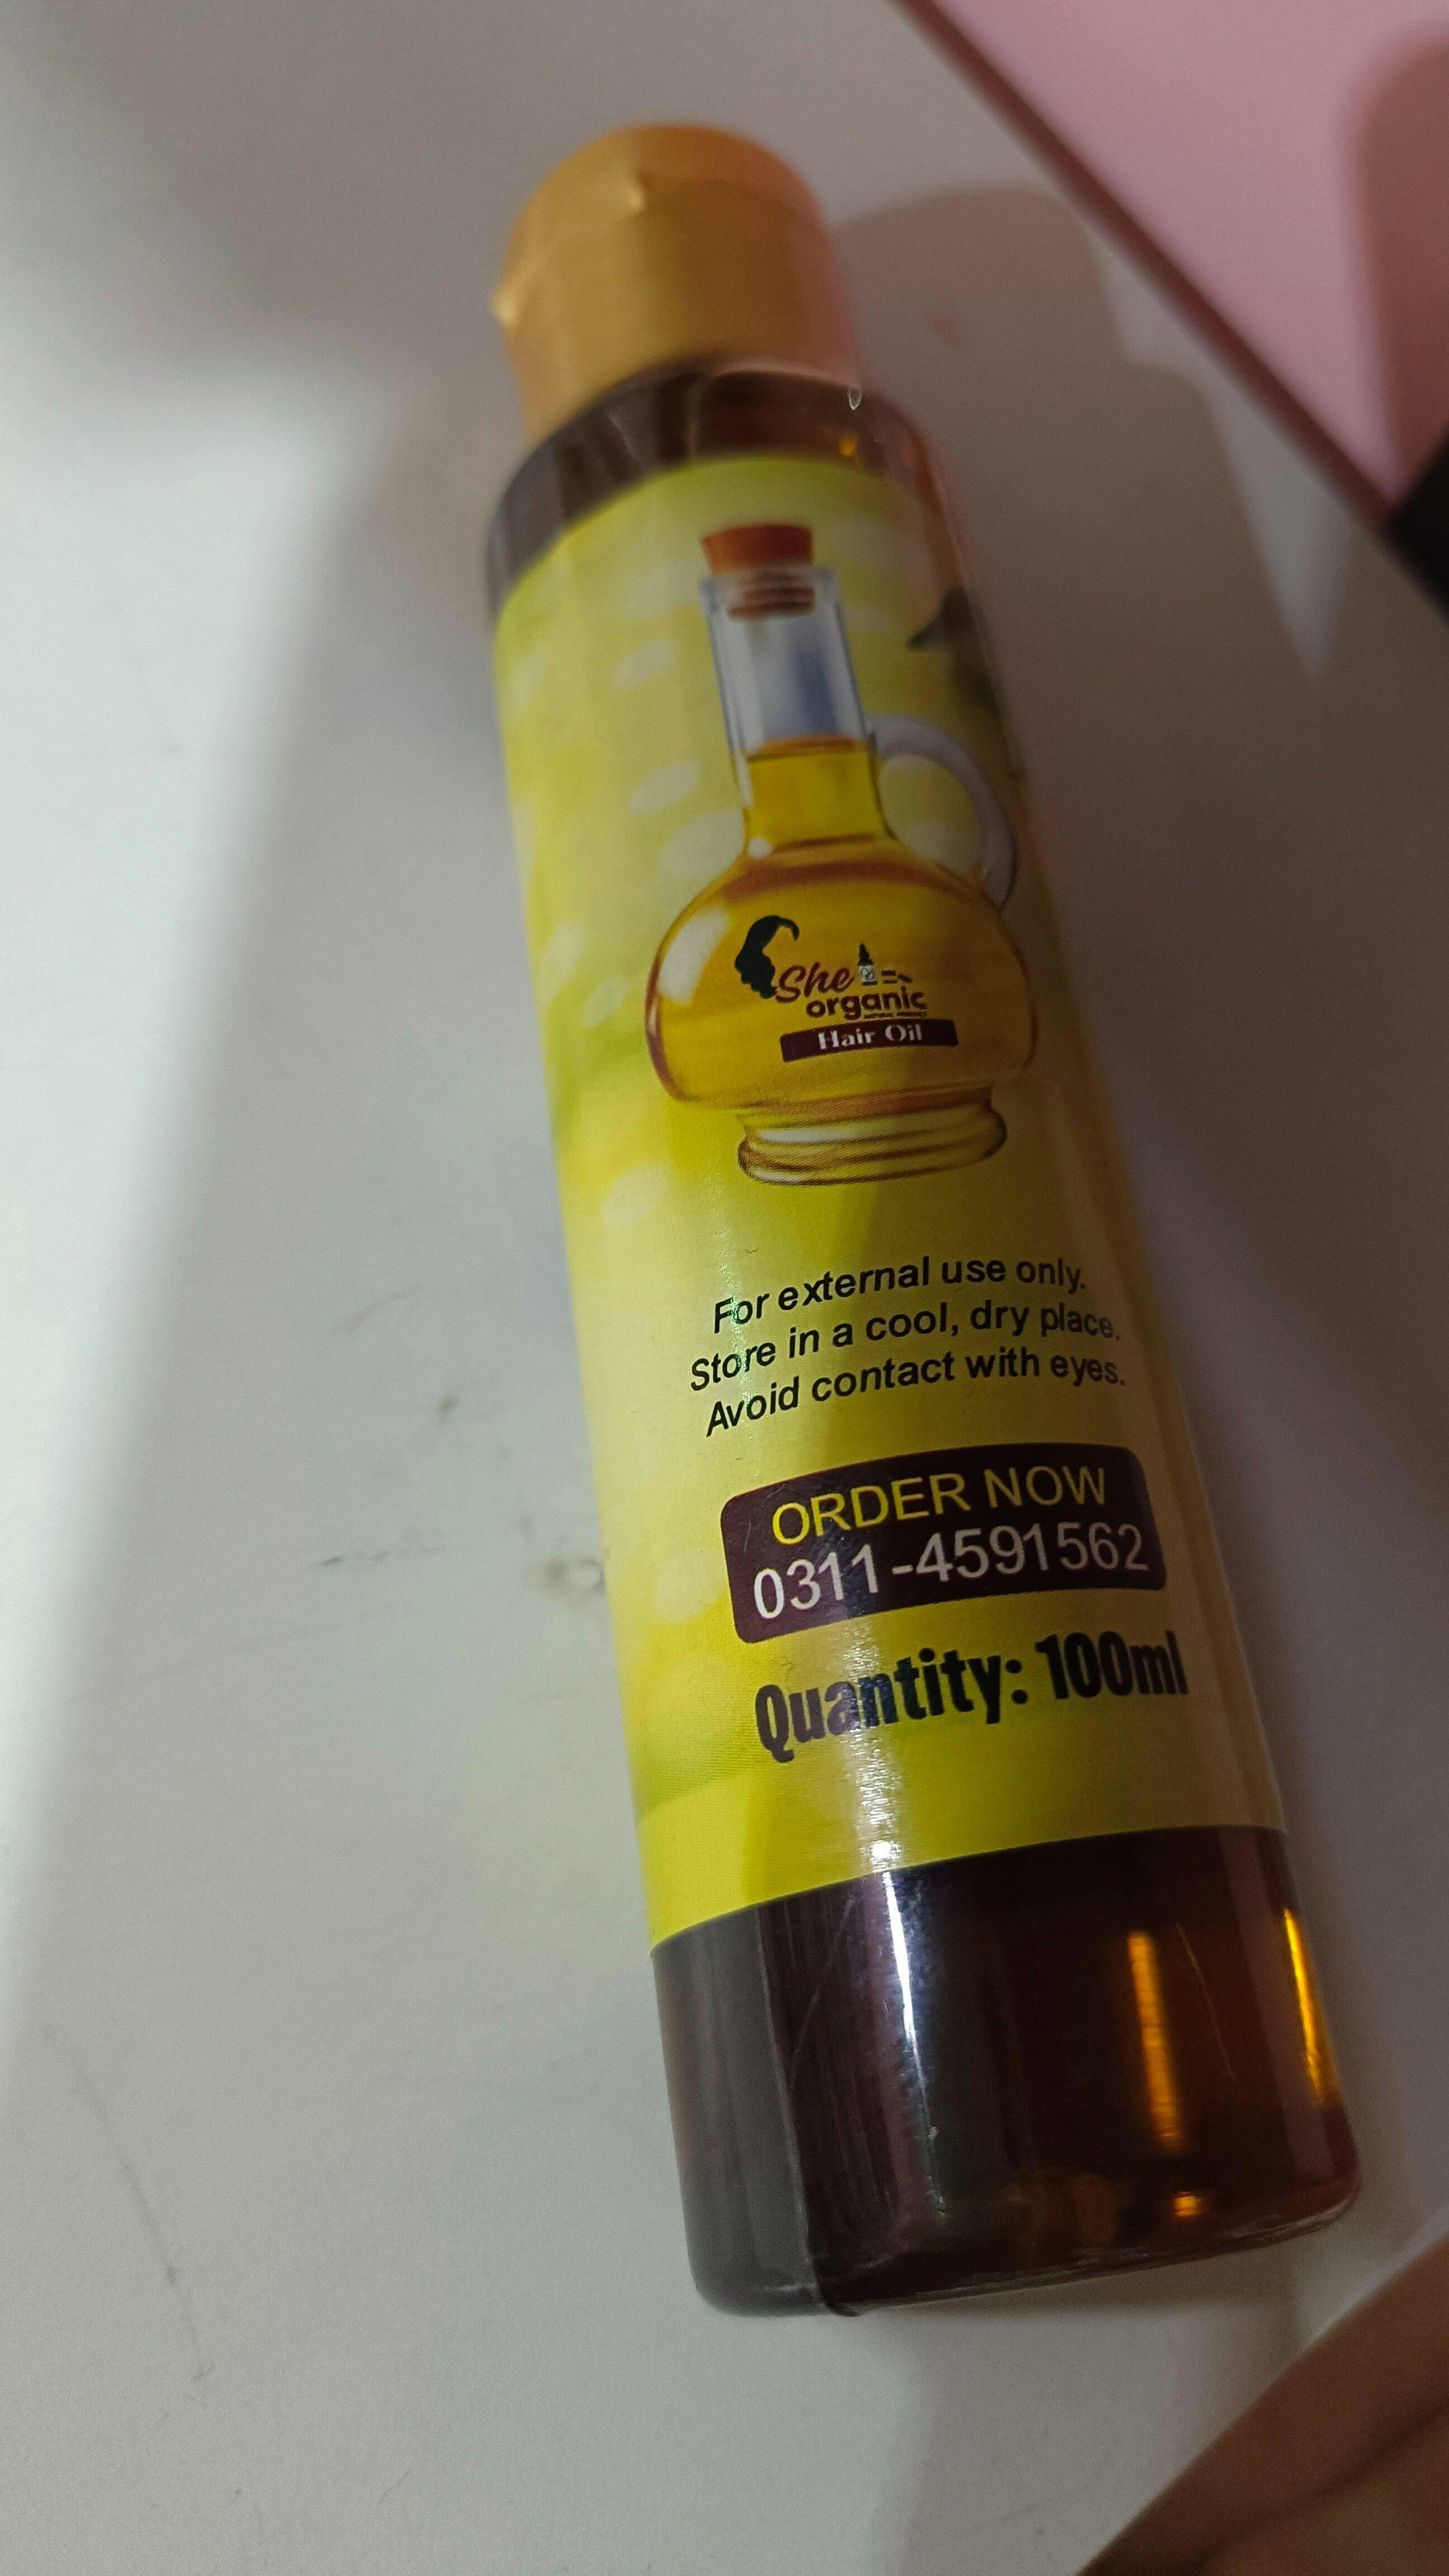 She
organic
Hair Oil
For external use only.
Store in a cool, dry place.
Avoid contact with eyes.
ORDER NOW
0311-4591562
Quantity: 100ml